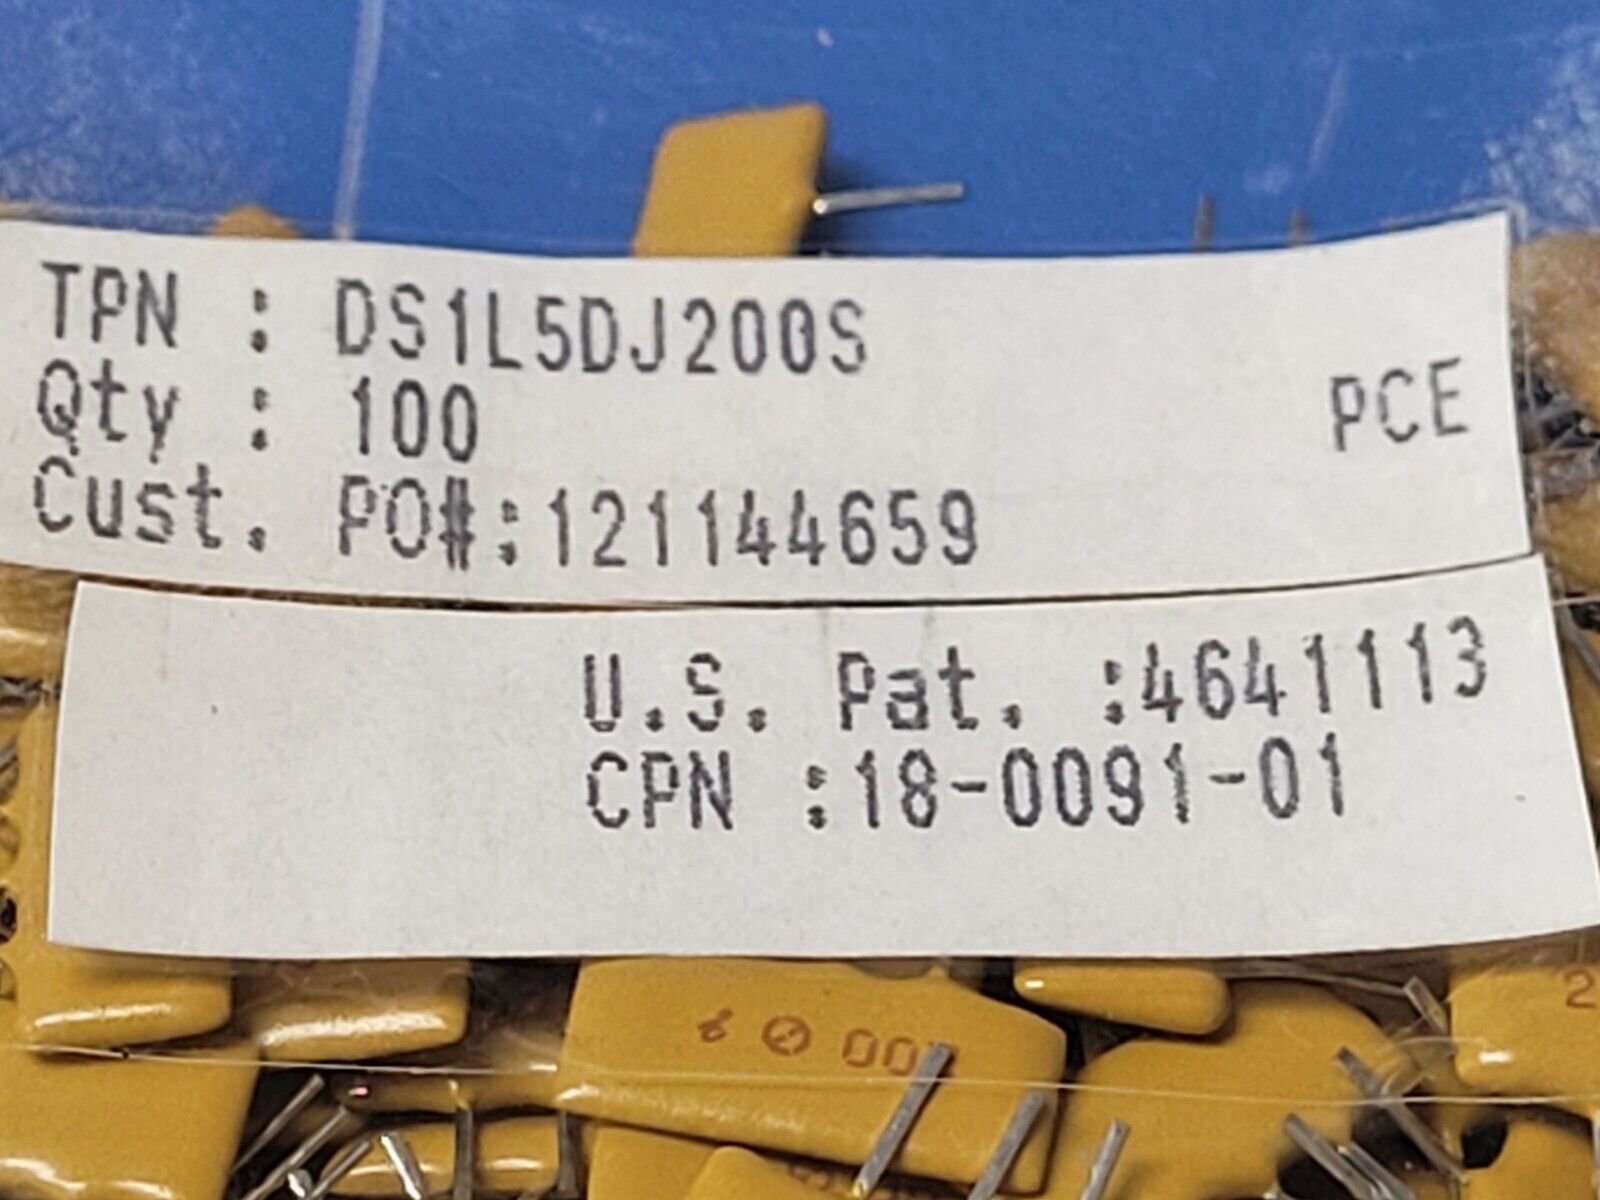 TPN : DS1L5DJ200S
Qty : 100 PCE
Cust. PO#:121144659
U.S. Pat. :4641113
CPN :18-0091-01